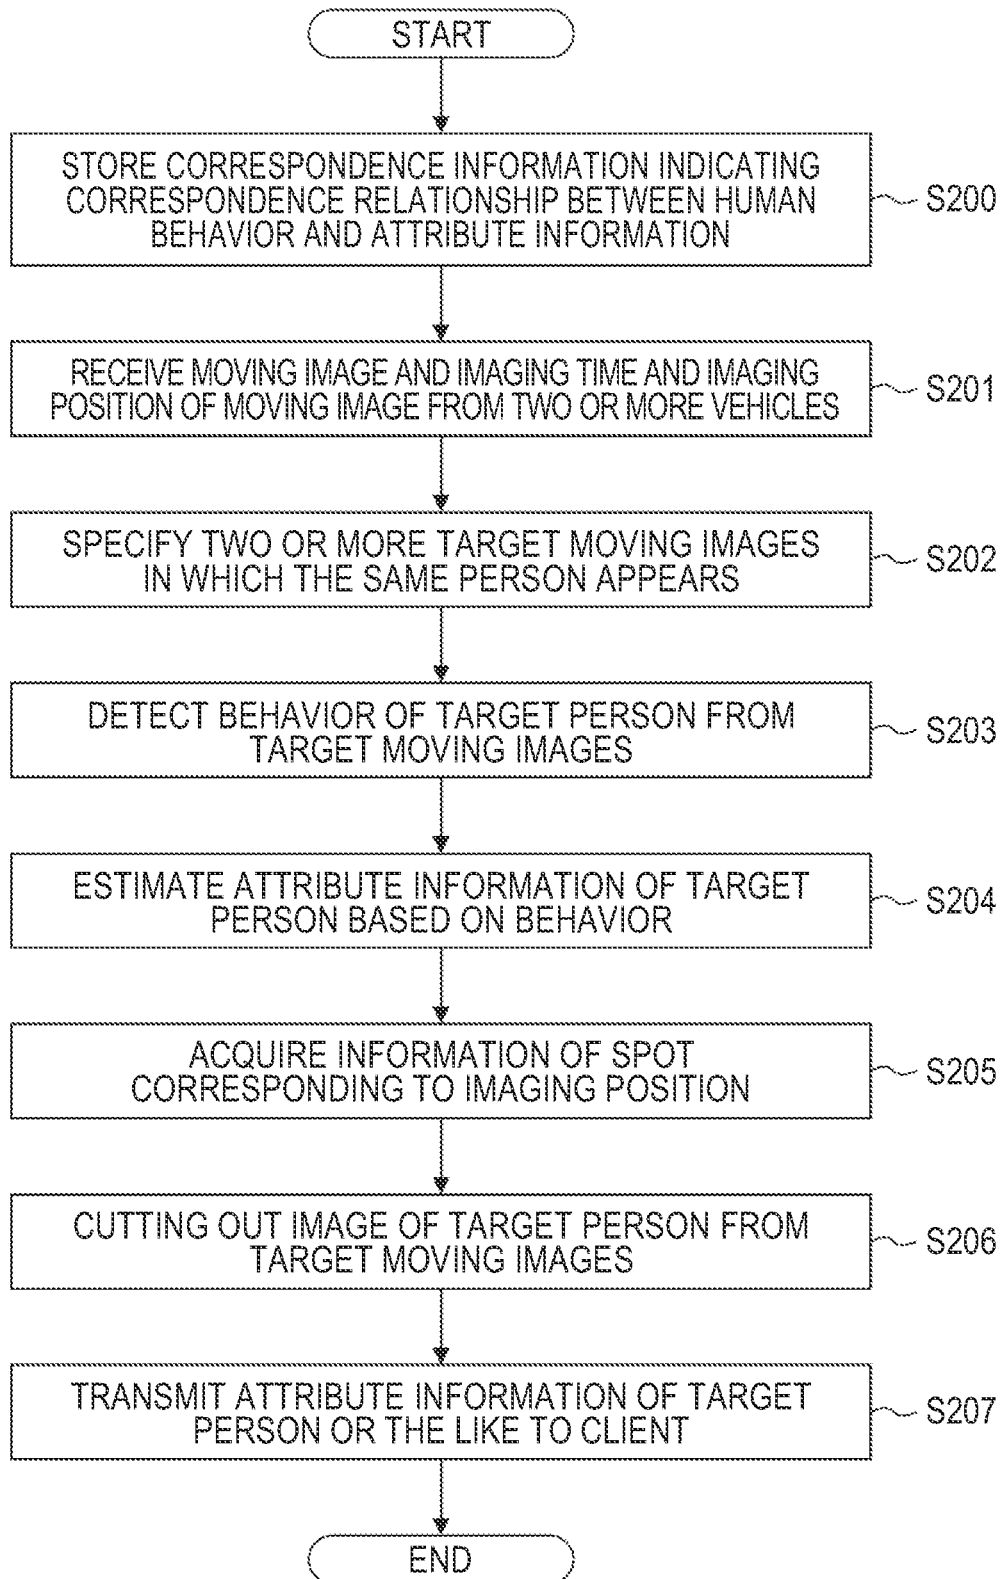 START
STORE CORRESPONDENCE INFORMATION INDICATING
CORRESPONDENCE RELATIONSHIP BETWEEN HUMAN
BEHAVIOR AND ATTRIBUTE INFORMATION
S200
RECEIVE MOVING IMAGE AND IMAGING TIME AND IMAGING
POSITION OF MOVING IMAGE FROM TWO OR MORE VEHICLES
S201
SPECIFY TWO OR MORE TARGET MOVING IMAGES
IN WHICH THE SAME PERSON APPEARS
S202
DETECT BEHAVIOR OF TARGET PERSON FROM
TARGET MOVING IMAGES
S203
ESTIMATE ATTRIBUTE INFORMATION OF TARGET
PERSON BASED ON BEHAVIOR
S204
ACQUIRE INFORMATION OF SPOT
CORRESPONDING TO IMAGING POSITION
S205
CUTTING OUT IMAGE OF TARGET PERSON FROM
TARGET MOVING IMAGES
S206
TRANSMIT ATTRIBUTE INFORMATION OF TARGET
PERSON OR THE LIKE TO CLIENT
S207
END